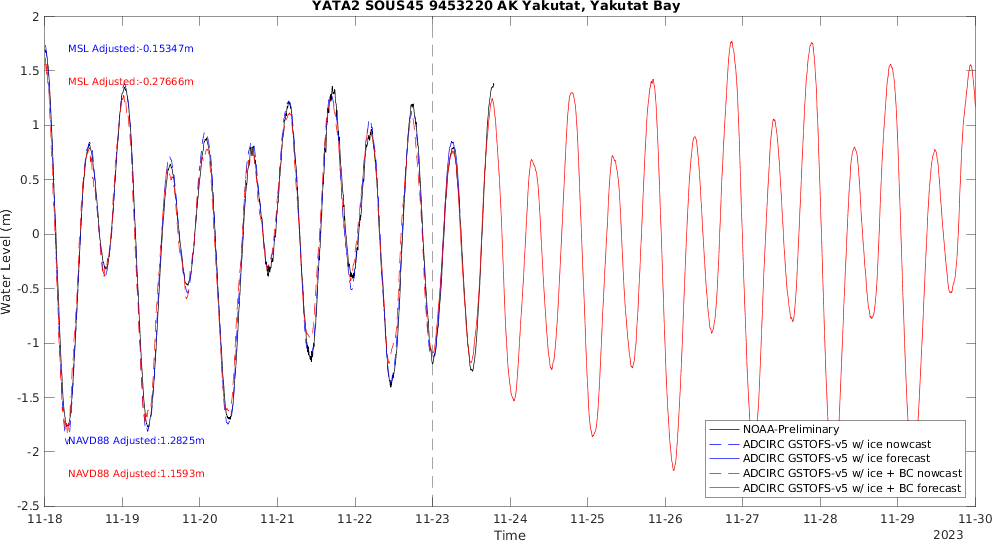 YATA2 SOUS45 9453220 AK Yakutat, Yakutat Bay
MSL Adjusted:-0.15347m
MSL Adjusted:-0.27666m
2
1.5
1
0.5
0
-0.5
-1
-1.5
-2
-2.5
Water Level (m)
NAVD88 Adjusted:1.2825m
NAVD88 Adjusted:1.1593m
NOAA-Preliminary
ADCIRC GSTOFS-v5 w/ ice nowcast
ADCIRC GSTOFS-v5 w/ ice forecast
ADCIRC GSTOFS-v5 w/ ice + BC nowcast
ADCIRC GSTOFS-v5 w/ ice + BC forecast
11-18 11-19 11-20 11-21 11-22 11-23 11-24 11-25 11-26 11-27 11-28 11-29 11-30
Time
2023